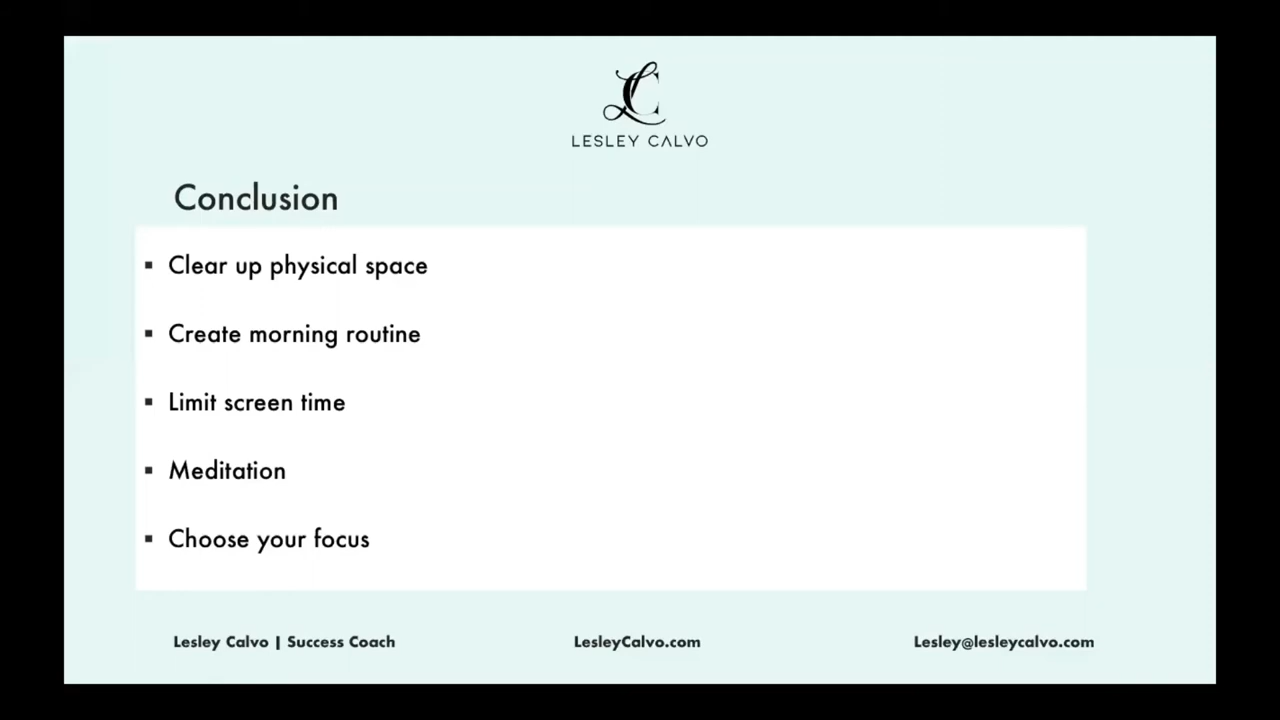 LC
LESLEY CALVO
Conclusion
▪ Clear up physical space
▪ Create morning routine
▪ Limit screen time
▪ Meditation
▪ Choose your focus
Lesley Calvo | Success Coach
LesleyCalvo.com
Lesley@lesleycalvo.com